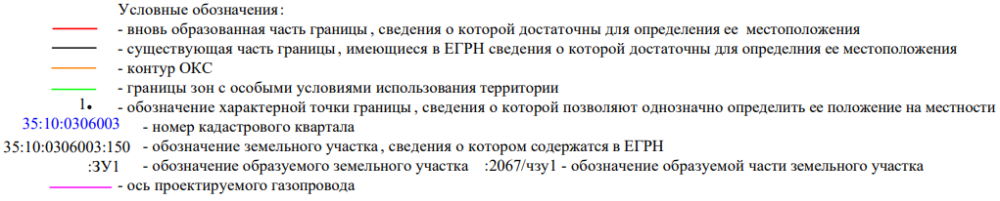 Условные обозначения:
- вновь образованная часть границы, сведения о которой достаточны для определения ее местоположения
- существующая часть границы, имеющиеся в ЕГРН сведения о которой достаточны для определния ее местоположения
- контур ОКС
- границы зон с особыми условиями использования территории
1. - обозначение характерной точки границы, сведения о которой позволяют однозначно определить ее положение на местности
35:10:0306003 - номер кадастрового квартала
35:10:0306003:150 - обозначение земельного участка, сведения о котором содержатся в ЕГРН
:ЗУ1 - обозначение образуемого земельного участка :2067/чзу1 - обозначение образуемой части земельного участка
- ось проектируемого газопровода